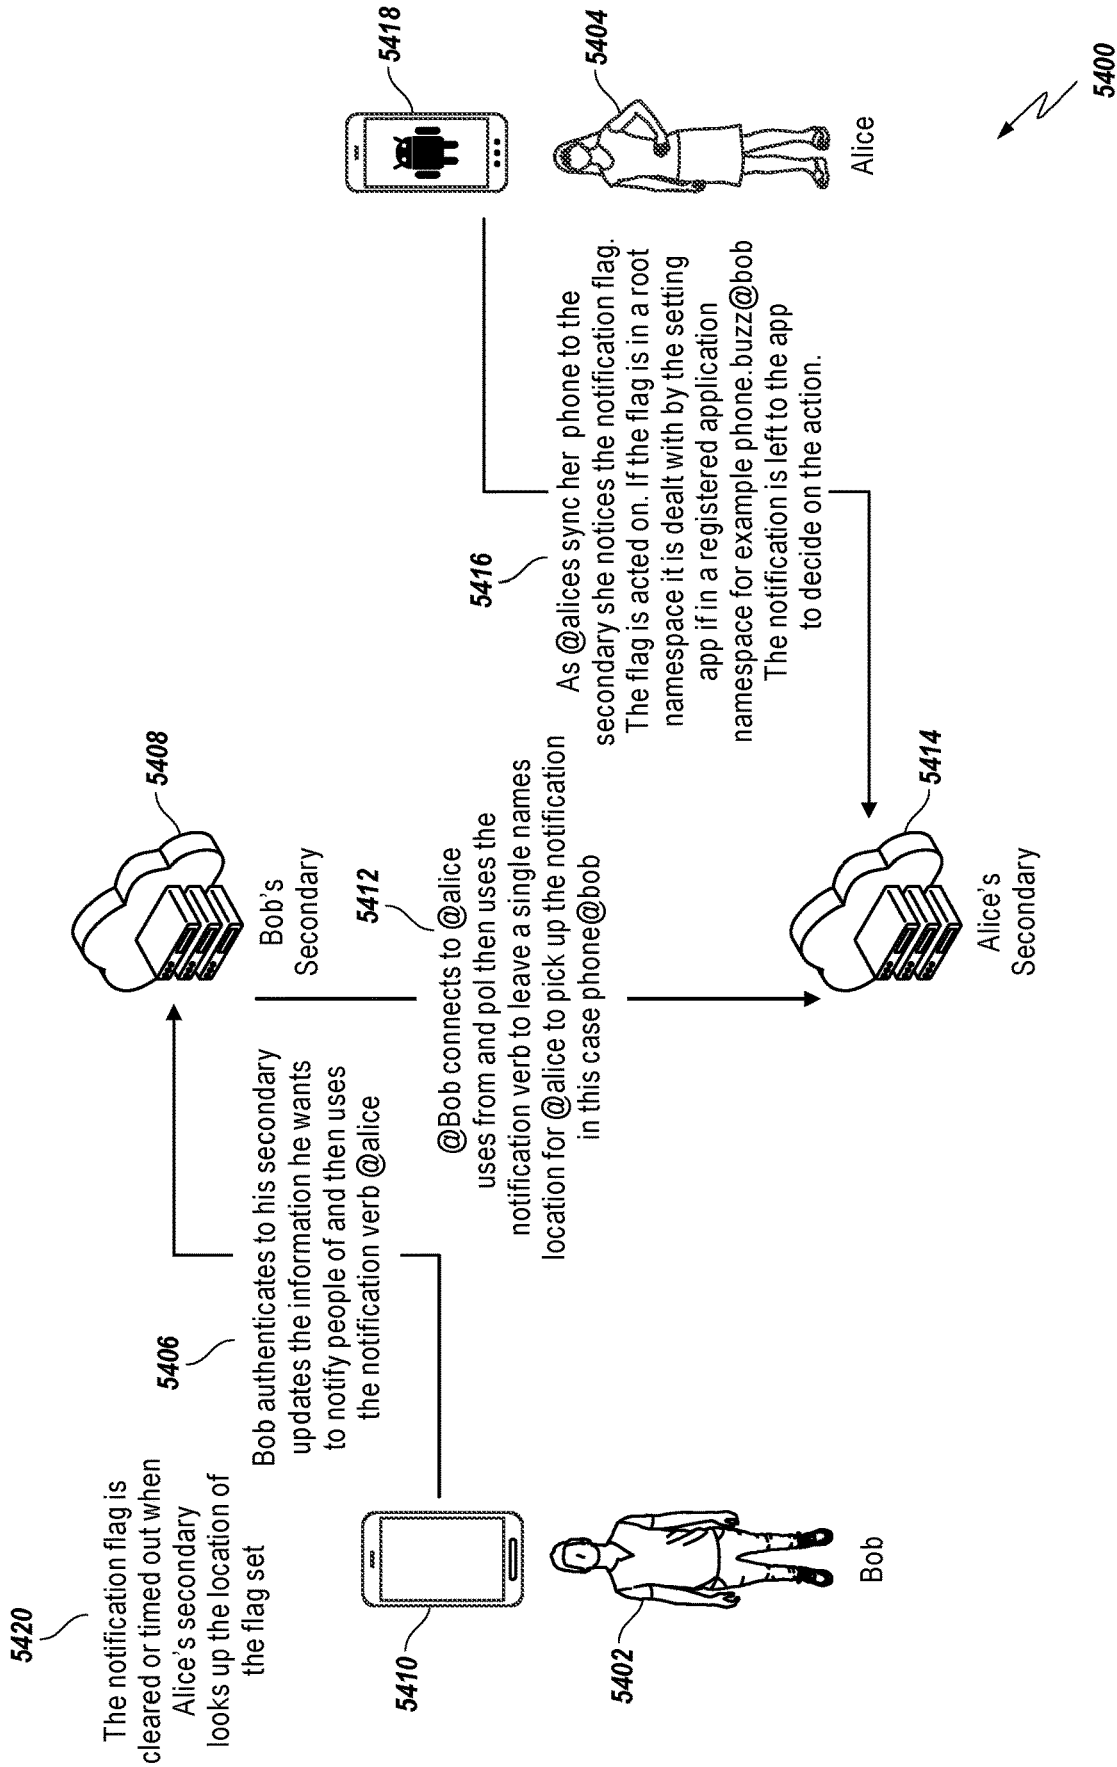 5420
The notification flag is
cleared or timed out when
Alice's secondary
looks up the location of
the flag set
5406
Bob authenticates to his secondary
updates the information he wants
to notify people of and then uses
the notification verb @alice
5408
Bob's
Secondary
5410
5402
Bob
5412
@Bob connects to @alice
uses from and pol then uses the
notification verb to leave a single names
location for @alice to pick up the notification
in this case phone@bob
5414
Alice's
Secondary
5416
As @alices sync her phone to the
secondary she notices the notification flag.
The flag is acted on. If the flag is in a root
namespace it is dealt with by the setting
app if in a registered application
namespace for example phone.buzz@bob
The notification is left to the app
to decide on the action.
5418
5404
Alice
5400